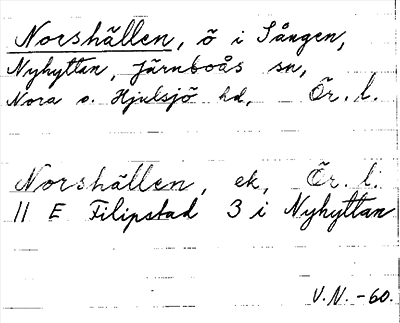 Norshällen, ö i Sången,
Nyhyttan, Järnboås sn,
Nora o. Hjulsjö hd, Ör. l.
Norshällen, ek, Ör. l.
11 E Filipstad 3 i Nyhyttan
V.N. -60.